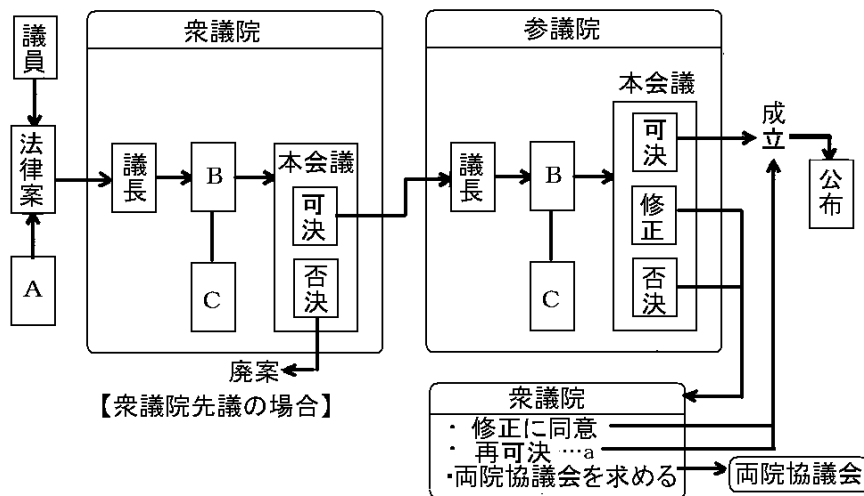 議員
法律案
A
衆議院
議長
B
C
本会議
可決
否決
廃案
【衆議院先議の場合】
参議院
議長
B
C
本会議
可決
修正
否決
成立
公布
衆議院
・ 修正に同意
・ 再可決 …a
・両院協議会を求める
両院協議会